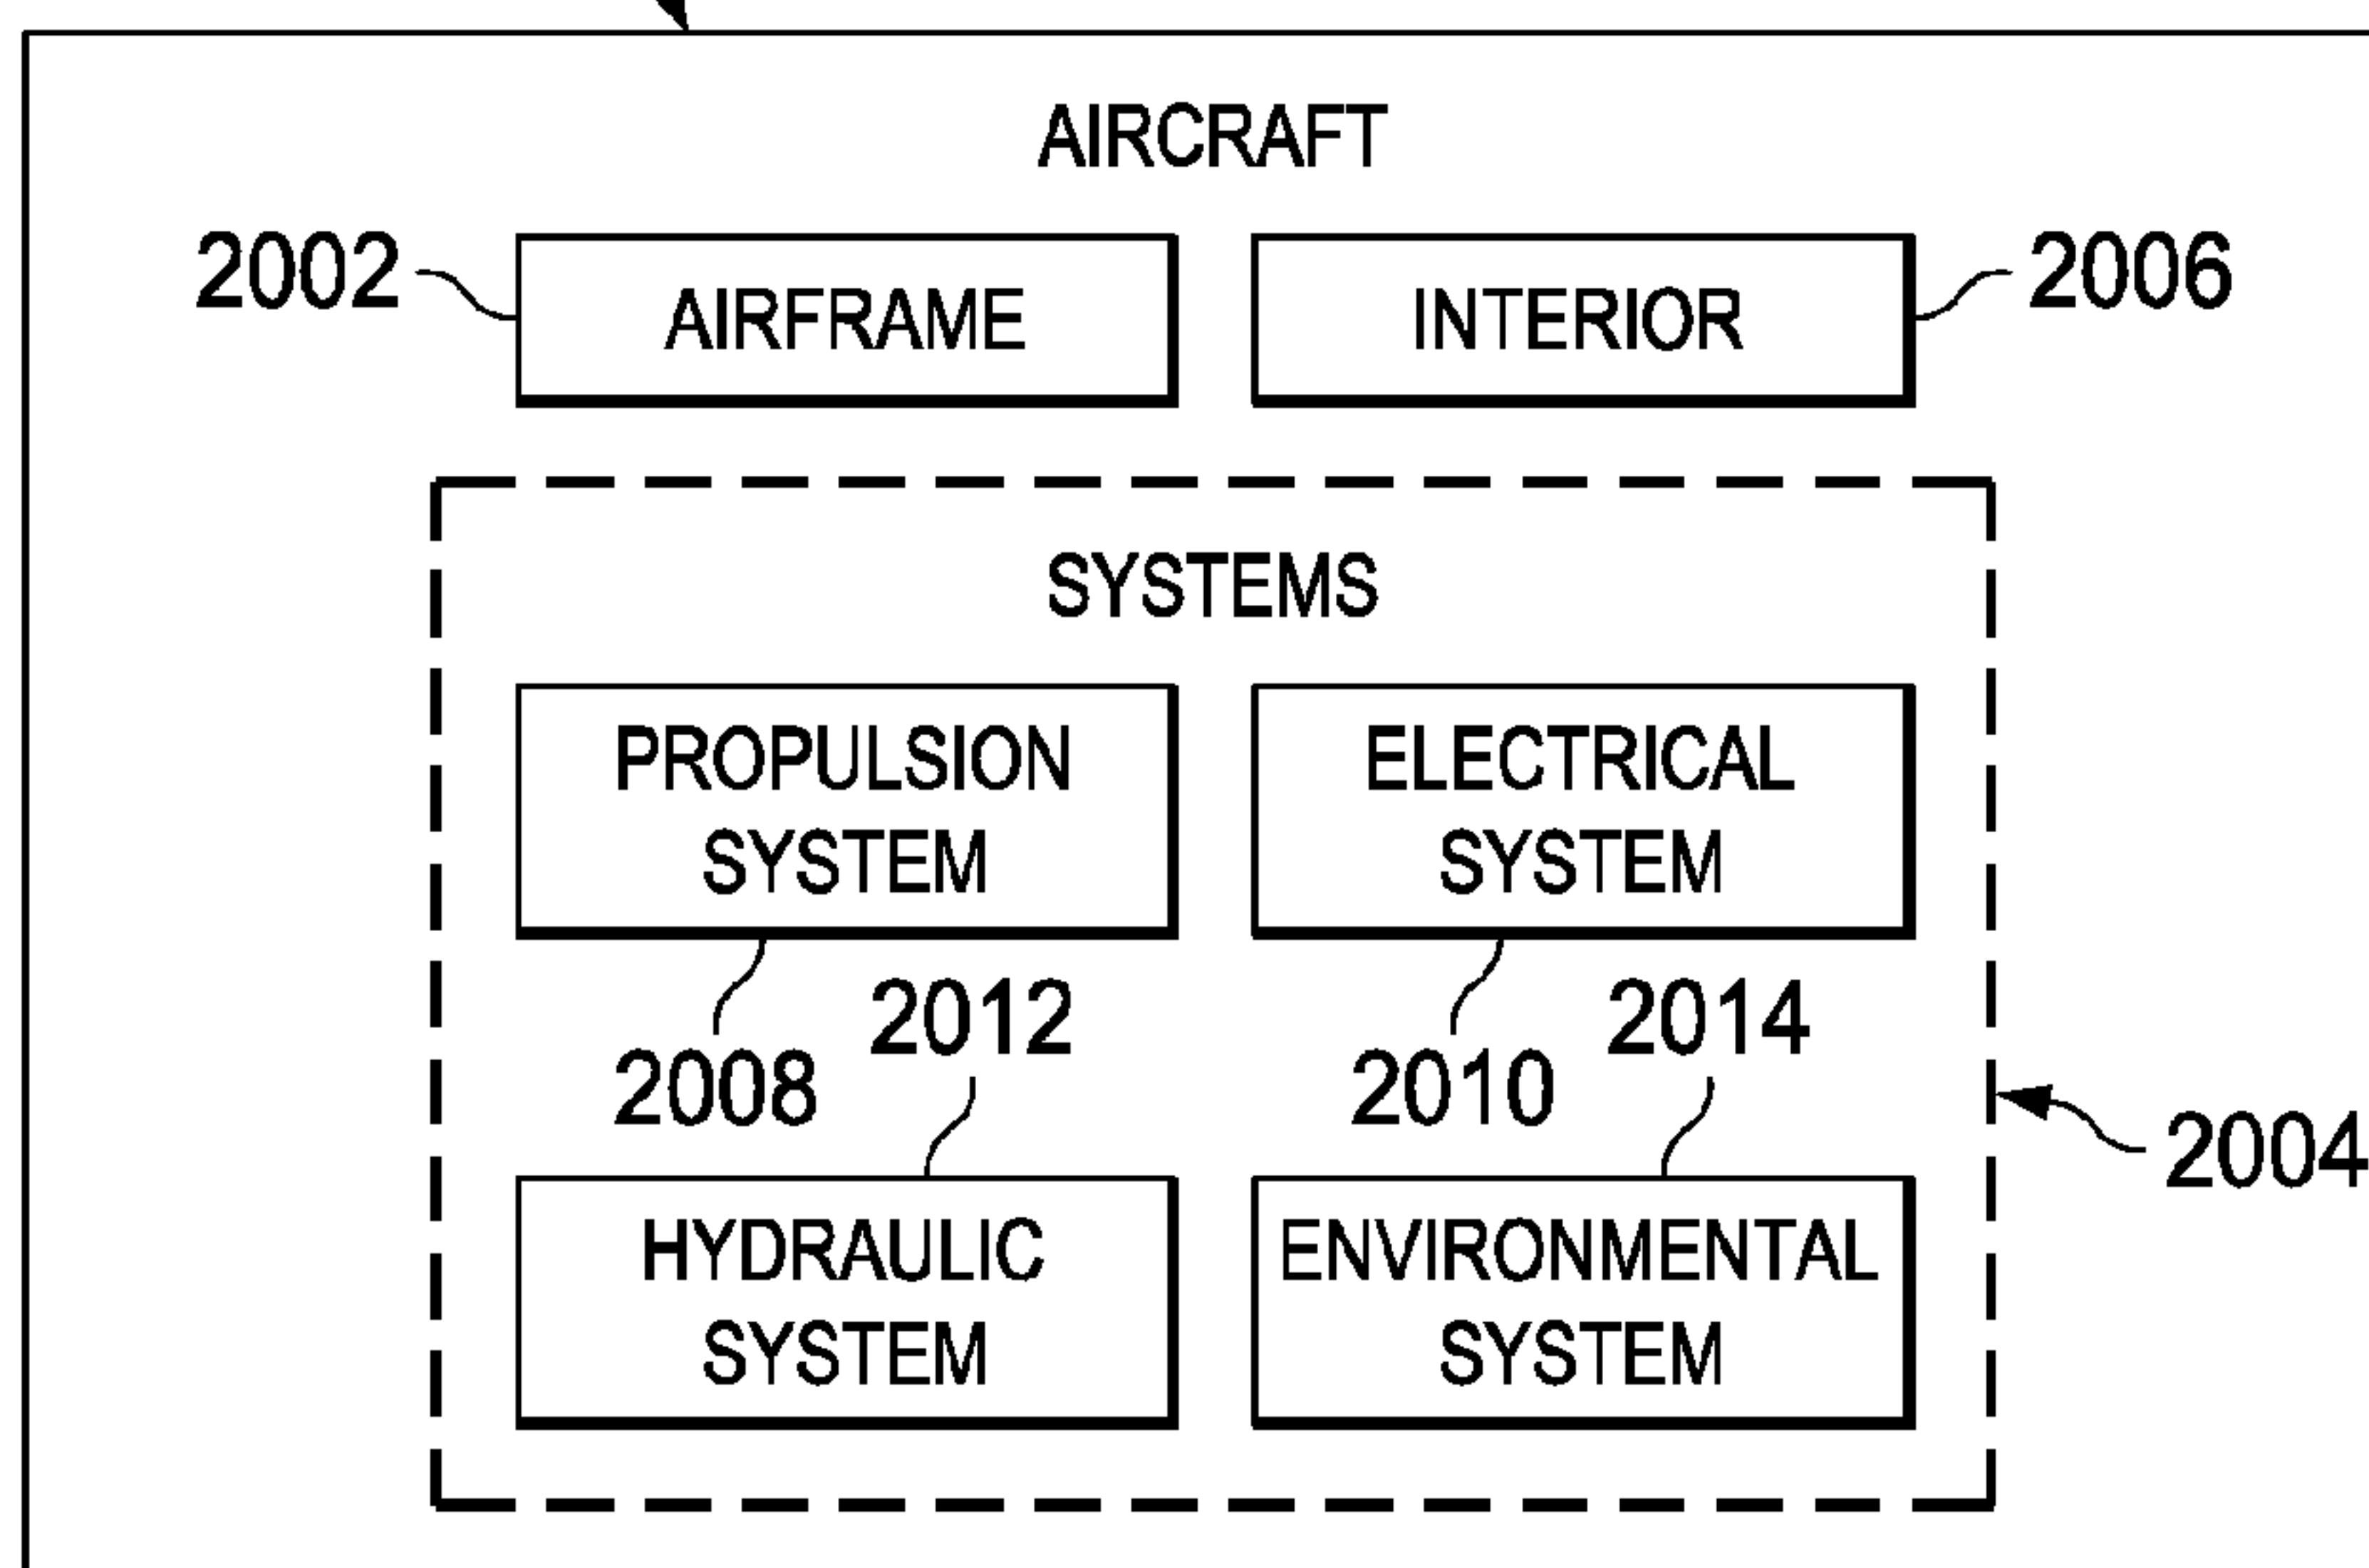 AIRCRAFT
2002
AIRFRAME
INTERIOR
2006
SYSTEMS
PROPULSION
SYSTEM
ELECTRICAL
SYSTEM
2008
2012
2010
2014
2004
HYDRAULIC
SYSTEM
ENVIRONMENTAL
SYSTEM